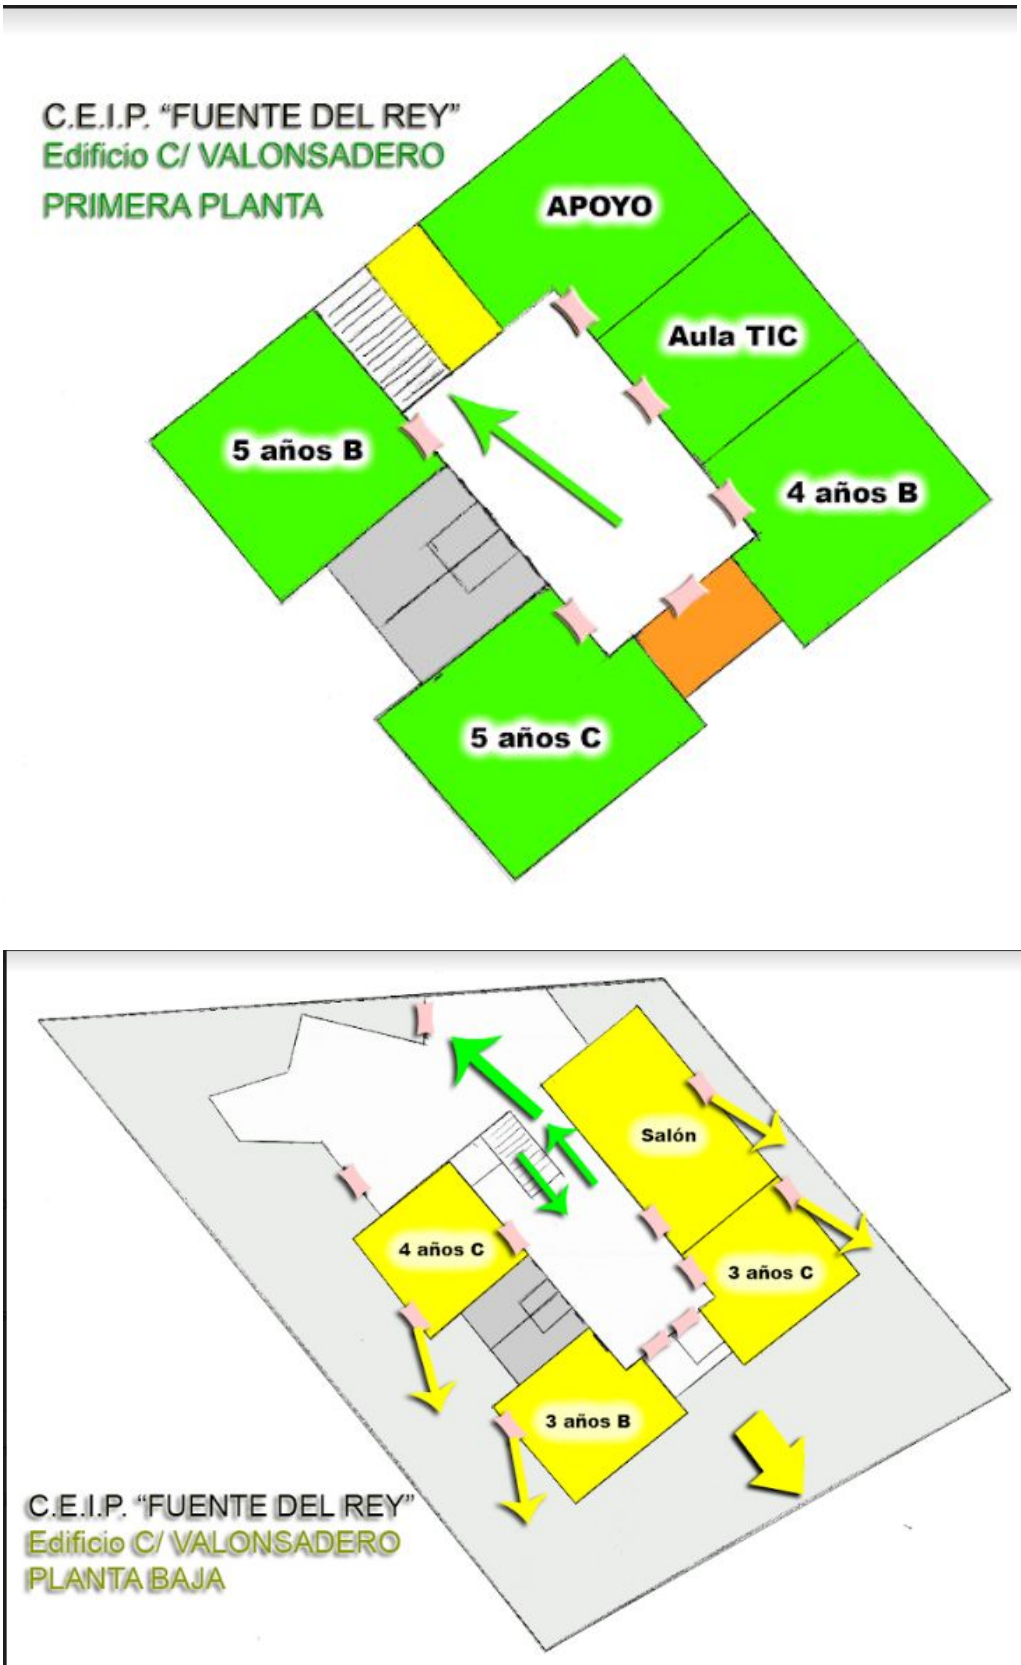 C.E.I.P. “FUENTE DEL REY”
Edificio C/ VALONSADERO
PRIMERA PLANTA
APOYO
Aula TIC
5 años B
4 años B
5 años C
Salón
4 años C
3 años C
3 años B
C.E.I.P. “FUENTE DEL REY”
Edificio C/ VALONSADERO
PLANTA BAJA